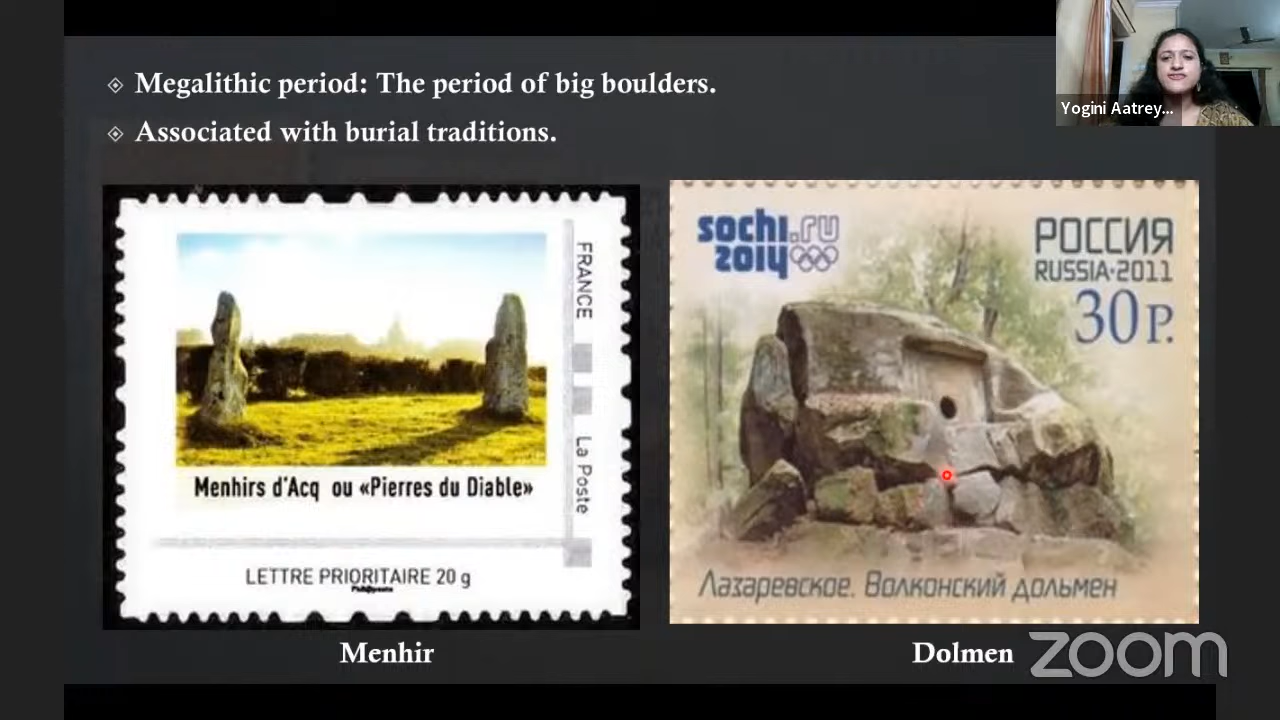 Megalithic period: The period of big boulders.
Associated with burial traditions.
Yogini Aatrey...
FRANCE
La Poste
Menhirs d'Acq ou «Pierres du Diable»
LETTRE PRIORITAIRE 20 g
Phil@poste
sochi.ru
2014
РОССИЯ
RUSSIA·2011
30 Р.
Лазаревское. Волконский дольмен
Menhir
Dolmen
zoom